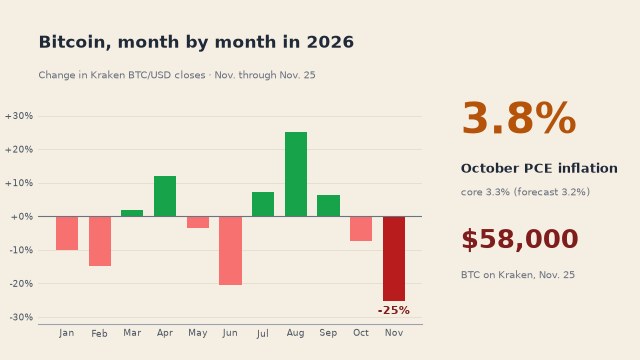 Bitcoin, month by month in 2026
Change in Kraken BTC/USD closes · Nov. through Nov. 25
+30%
+20%
+10%
+0%
-10%
-20%
-30%
-25%
Jan Feb Mar Apr May Jun Jul Aug Sep Oct Nov
3.8%
October PCE inflation
core 3.3% (forecast 3.2%)
$58,000
BTC on Kraken, Nov. 25